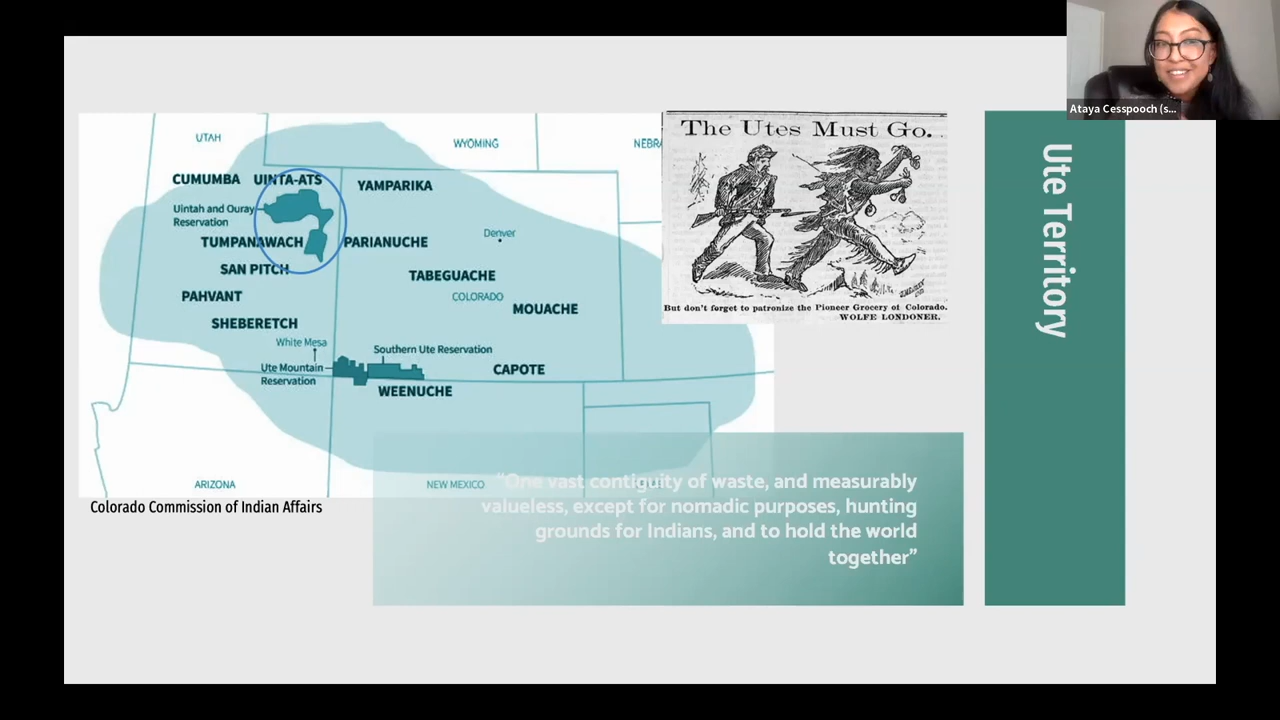 Ataya Cesspooch (s...
Ute Territory
UTAH
WYOMING
NEBR
CUMUMBA
UINTA-ATS
YAMPARIKA
Uintah and Ouray
Reservation
TUMPANAWACH
PARIANUCHE
Denver
SAN PITCH
TABEGUACHE
PAHVANT
COLORADO
MOUACHE
SHEBERETCH
White Mesa
Southern Ute Reservation
Ute Mountain
Reservation
CAPOTE
WEENUCHE
ARIZONA
NEW MEXICO
Colorado Commission of Indian Affairs
The Utes Must Go.
But don't forget to patronize the Pioneer Grocery of Colorado.
WOLFE LONDONER.
"One vast contiguity of waste, and measurably
valueless, except for nomadic purposes, hunting
grounds for Indians, and to hold the world
together"